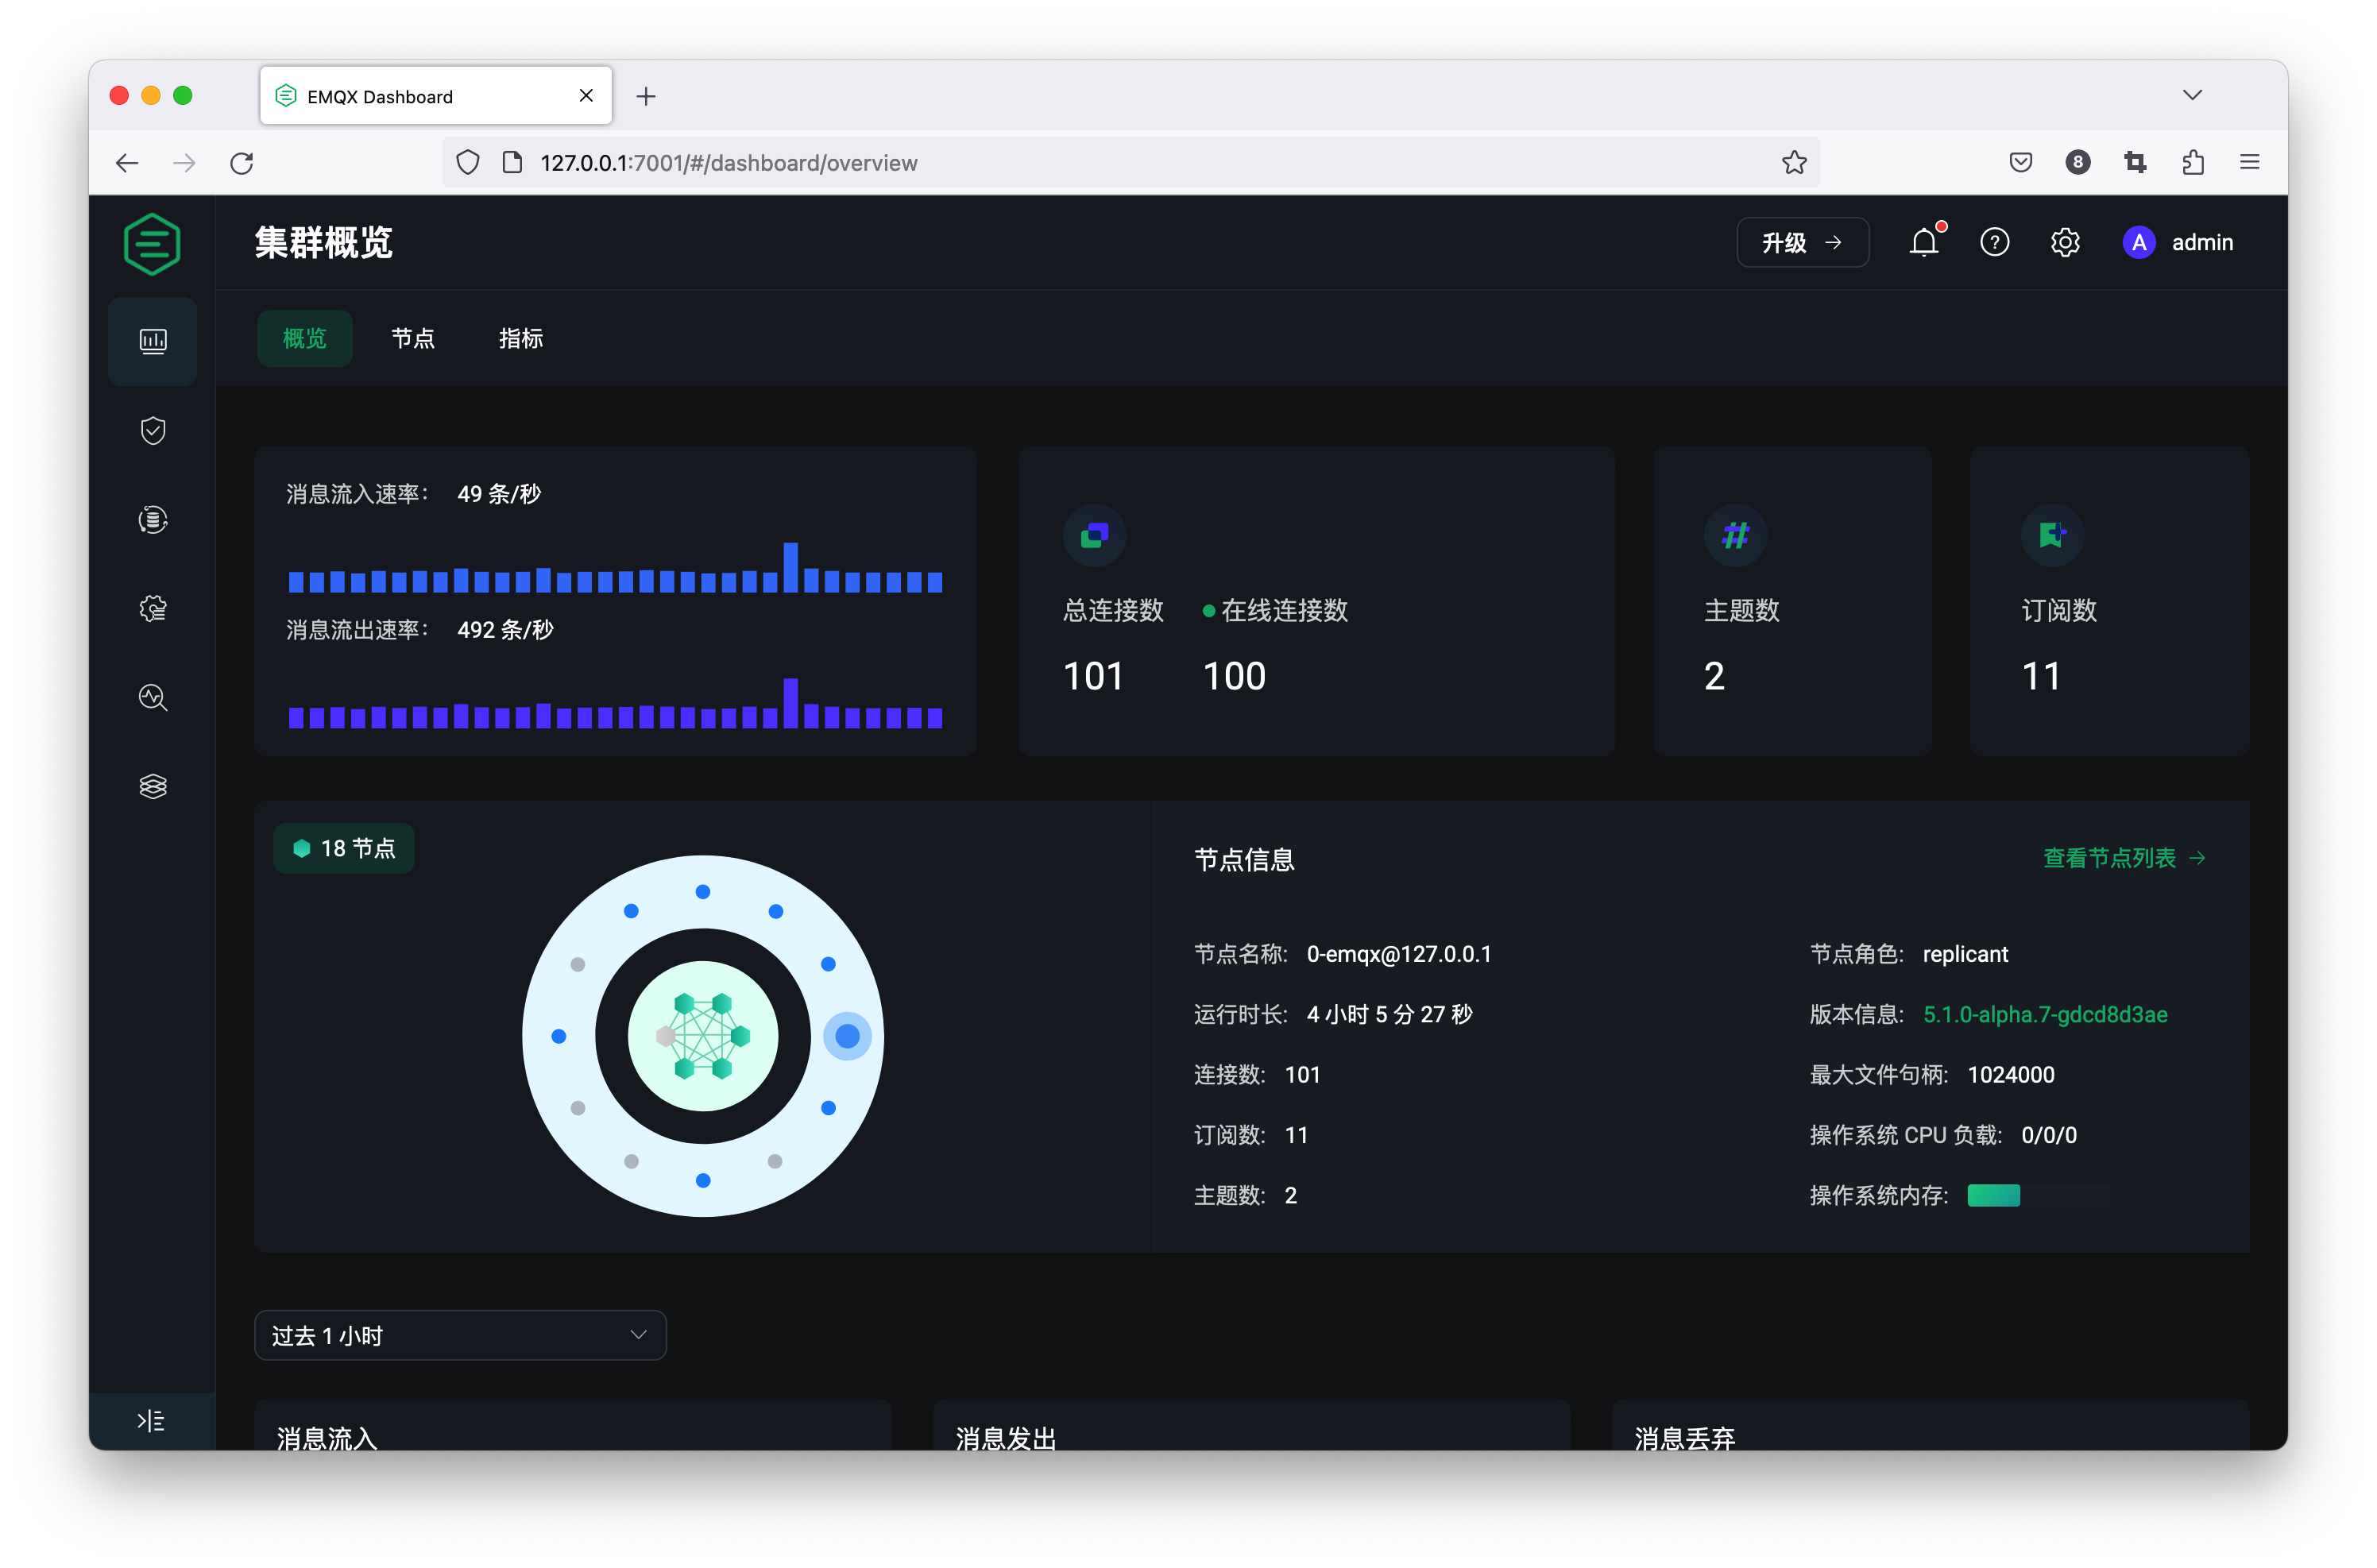 EMQX Dashboard
127.0.0.1:7001/#/dashboard/overview
8
集群概览
升级
A
admin
概览
节点
指标
消息流入速率： 49 条/秒
消息流出速率： 492 条/秒
总连接数
101
在线连接数
100
主题数
2
订阅数
11
18 节点
节点信息
查看节点列表
节点名称: 0-emqx@127.0.0.1
节点角色: replicant
运行时长: 4 小时 5 分 27 秒
版本信息: 5.1.0-alpha.7-gdcd8d3ae
连接数: 101
最大文件句柄: 1024000
订阅数: 11
操作系统 CPU 负载: 0/0/0
主题数: 2
操作系统内存:
过去 1 小时
消息流入
消息发出
消息丢弃